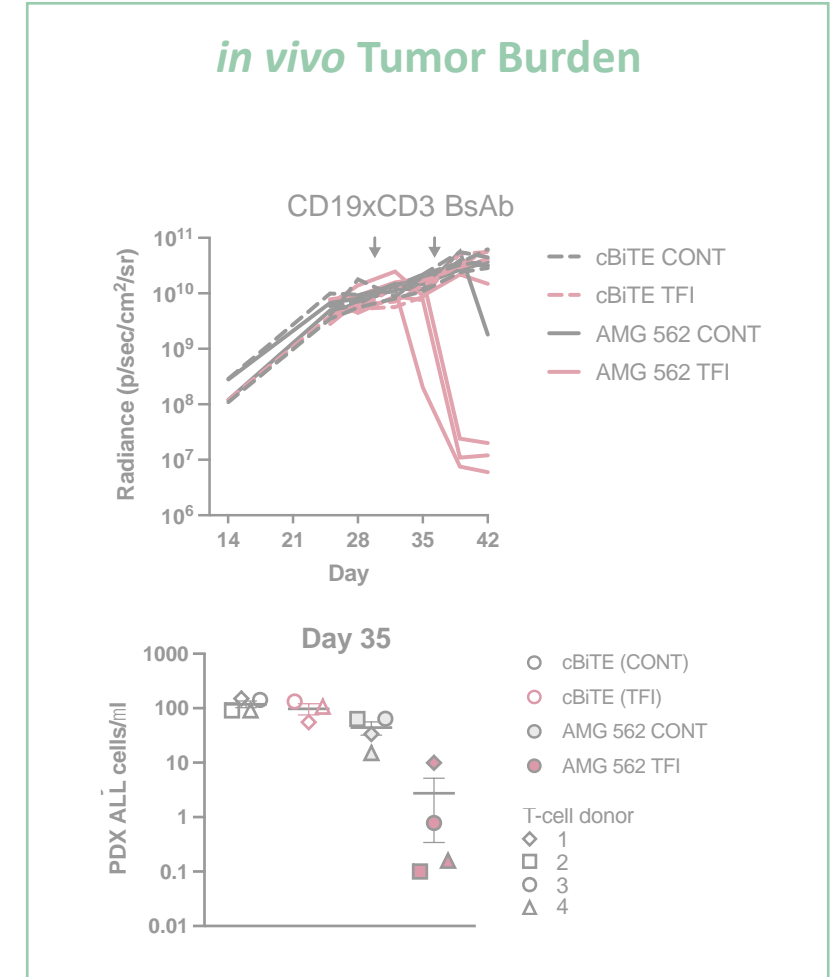 in vivo Tumor Burden
CD19xCD3 BsAb
Radiance (p/sec/cm²/sr)
10¹¹
10¹⁰
10⁹
10⁸
10⁷
10⁶
14 21 28 35 42
Day
cBiTE CONT
cBiTE TFI
AMG 562 CONT
AMG 562 TFI
Day 35
PDX ALL cells/ml
1000
100
10
1
0.1
0.01
cBiTE (CONT)
cBiTE (TFI)
AMG 562 CONT
AMG 562 TFI
T-cell donor
1
2
3
4